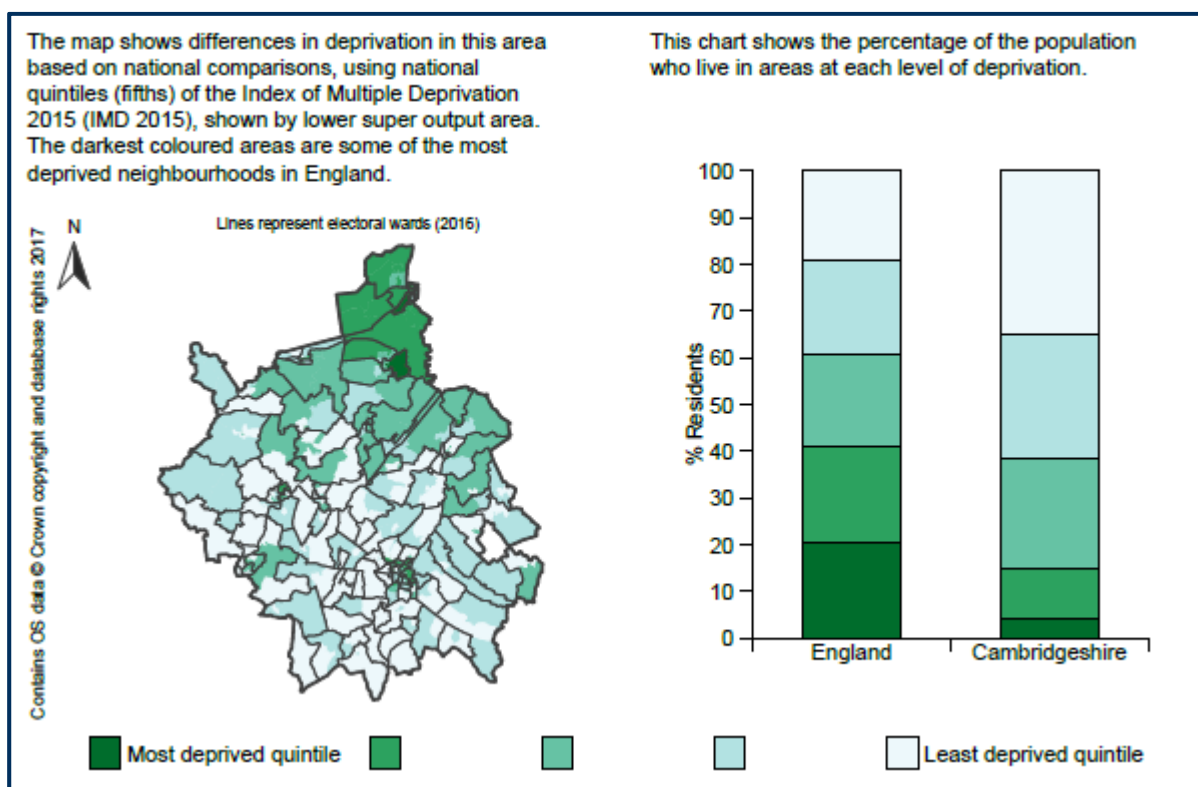 The map shows differences in deprivation in this area
based on national comparisons, using national
quintiles (fifths) of the Index of Multiple Deprivation
2015 (IMD 2015), shown by lower super output area.
The darkest coloured areas are some of the most
deprived neighbourhoods in England.
This chart shows the percentage of the population
who live in areas at each level of deprivation.
Lines represent electoral wards (2016)
N
Contains OS data © Crown copyright and database rights 2017
100
90
80
70
60
50
40
30
20
10
0
% Residents
England
Cambridgeshire
Most deprived quintile
Least deprived quintile